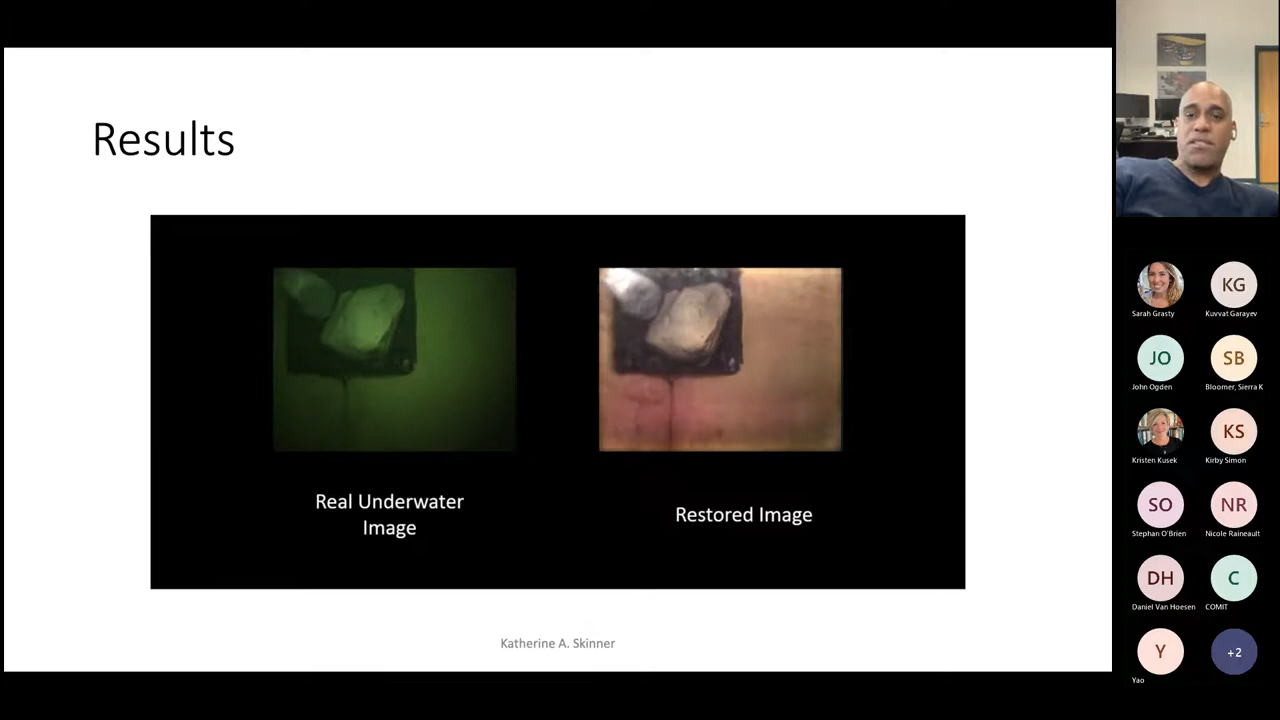 Results
Real Underwater
Image
Restored Image
Katherine A. Skinner
Sarah Grasty
KG
Kuvvat Garayev
JO
John Ogden
SB
Bloomer, Sierra K
Kristen Kusek
KS
Kirby Simon
SO
Stephan O'Brien
NR
Nicole Raineault
DH
Daniel Van Hoesen
C
COMIT
Y
Yao
+2